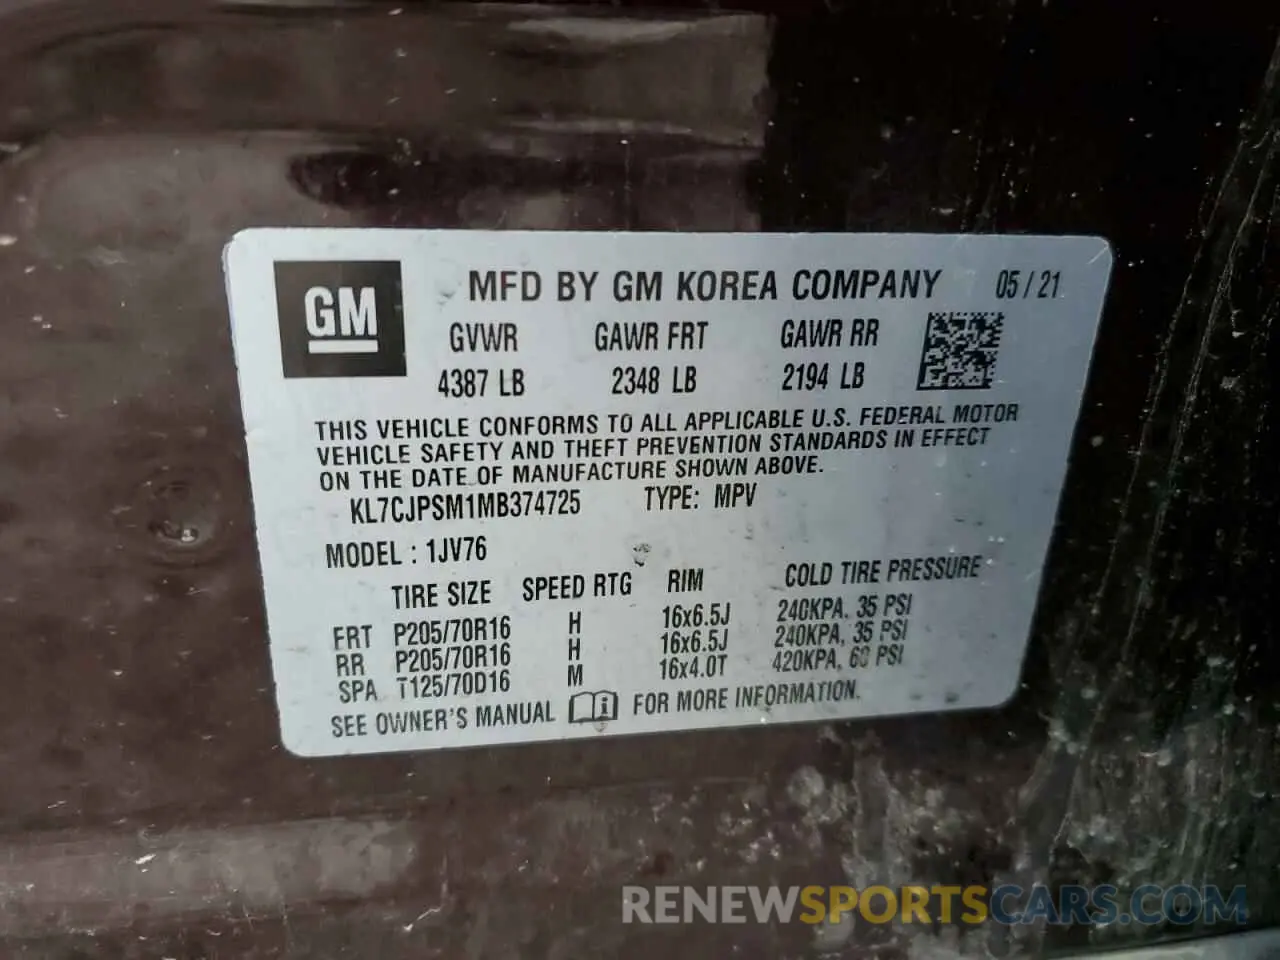 GM
MFD BY GM KOREA COMPANY 05/21
GVWR GAWR FRT GAWR RR
4387 LB 2348 LB 2194 LB
THIS VEHICLE CONFORMS TO ALL APPLICABLE U.S. FEDERAL MOTOR
VEHICLE SAFETY AND THEFT PREVENTION STANDARDS IN EFFECT
ON THE DATE OF MANUFACTURE SHOWN ABOVE.
KL7CJPSM1MB374725 TYPE: MPV
MODEL : 1JV76
TIRE SIZE SPEED RTG RIM COLD TIRE PRESSURE
FRT P205/70R16 H 16x6.5J 240KPA, 35 PSI
RR P205/70R16 H 16x6.5J 240KPA, 35 PSI
SPA T125/70D16 M 16x4.0T 420KPA, 60 PSI
SEE OWNER'S MANUAL i FOR MORE INFORMATION.
RENEWSPORTSCARS.COM